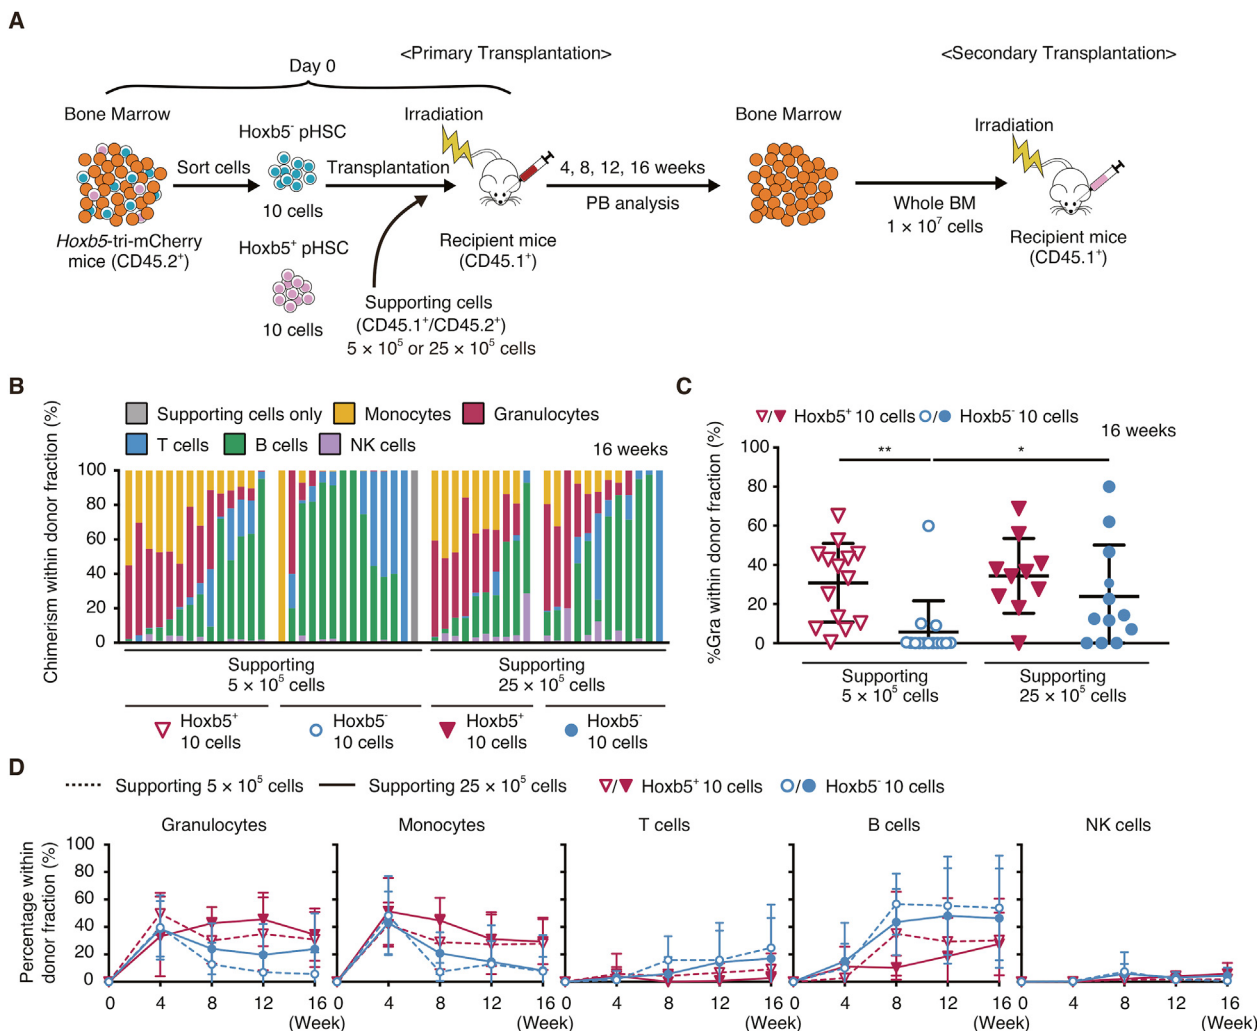 A
<Primary Transplantation>
<Secondary Transplantation>
Day 0
Bone Marrow
Hoxb5⁻ pHSC
Irradiation
Bone Marrow
Irradiation
Sort cells
Transplantation
4, 8, 12, 16 weeks
PB analysis
10 cells
Whole BM
1 × 10⁷ cells
Hoxb5-tri-mCherry
mice (CD45.2⁺)
Hoxb5⁺ pHSC
Recipient mice
(CD45.1⁺)
Recipient mice
(CD45.1⁺)
10 cells
Supporting cells
(CD45.1⁺/CD45.2⁺)
5 × 10⁵ or 25 × 10⁵ cells
B
Chimerism within donor fraction (%)
Supporting cells only
Monocytes
Granulocytes
T cells
B cells
NK cells
16 weeks
100
80
60
40
20
0
Supporting
5 × 10⁵ cells
Supporting
25 × 10⁵ cells
Hoxb5⁺
10 cells
Hoxb5⁻
10 cells
Hoxb5⁺
10 cells
Hoxb5⁻
10 cells
C
%Gra within donor fraction (%)
/ Hoxb5⁺ 10 cells
/ Hoxb5⁻ 10 cells
16 weeks
100
80
60
40
20
0
**
*
Supporting
5 × 10⁵ cells
Supporting
25 × 10⁵ cells
D
Supporting 5 × 10⁵ cells
Supporting 25 × 10⁵ cells
/ Hoxb5⁺ 10 cells
/ Hoxb5⁻ 10 cells
Percentage within
donor fraction (%)
Granulocytes
Monocytes
T cells
B cells
NK cells
100
80
60
40
20
0
0 4 8 12 16
(Week)
0 4 8 12 16
(Week)
0 4 8 12 16
(Week)
0 4 8 12 16
(Week)
0 4 8 12 16
(Week)